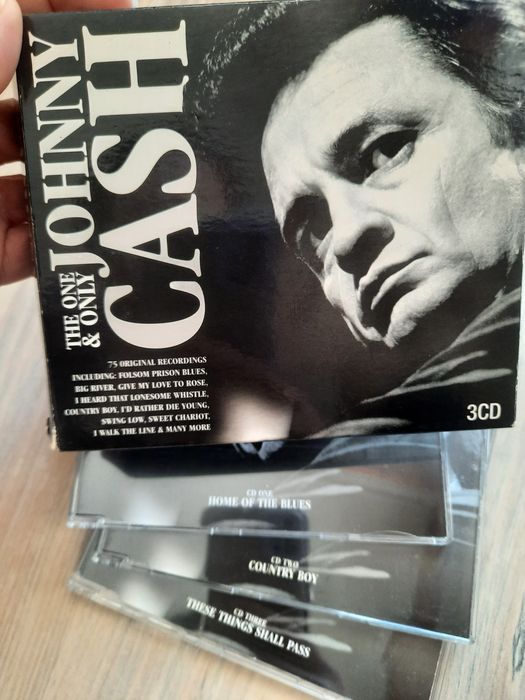 THE ONE
& ONLY
JOHNNY
CASH
75 ORIGINAL RECORDINGS
INCLUDING: FOLSOM PRISON BLUES,
BIG RIVER, GIVE MY LOVE TO ROSE,
I HEARD THAT LONESOME WHISTLE,
COUNTRY BOY, I'D RATHER DIE YOUNG,
SWING LOW, SWEET CHARIOT,
I WALK THE LINE & MANY MORE
3CD
CD ONE
HOME OF THE BLUES
CD TWO
COUNTRY BOY
CD THREE
THESE THINGS SHALL PASS